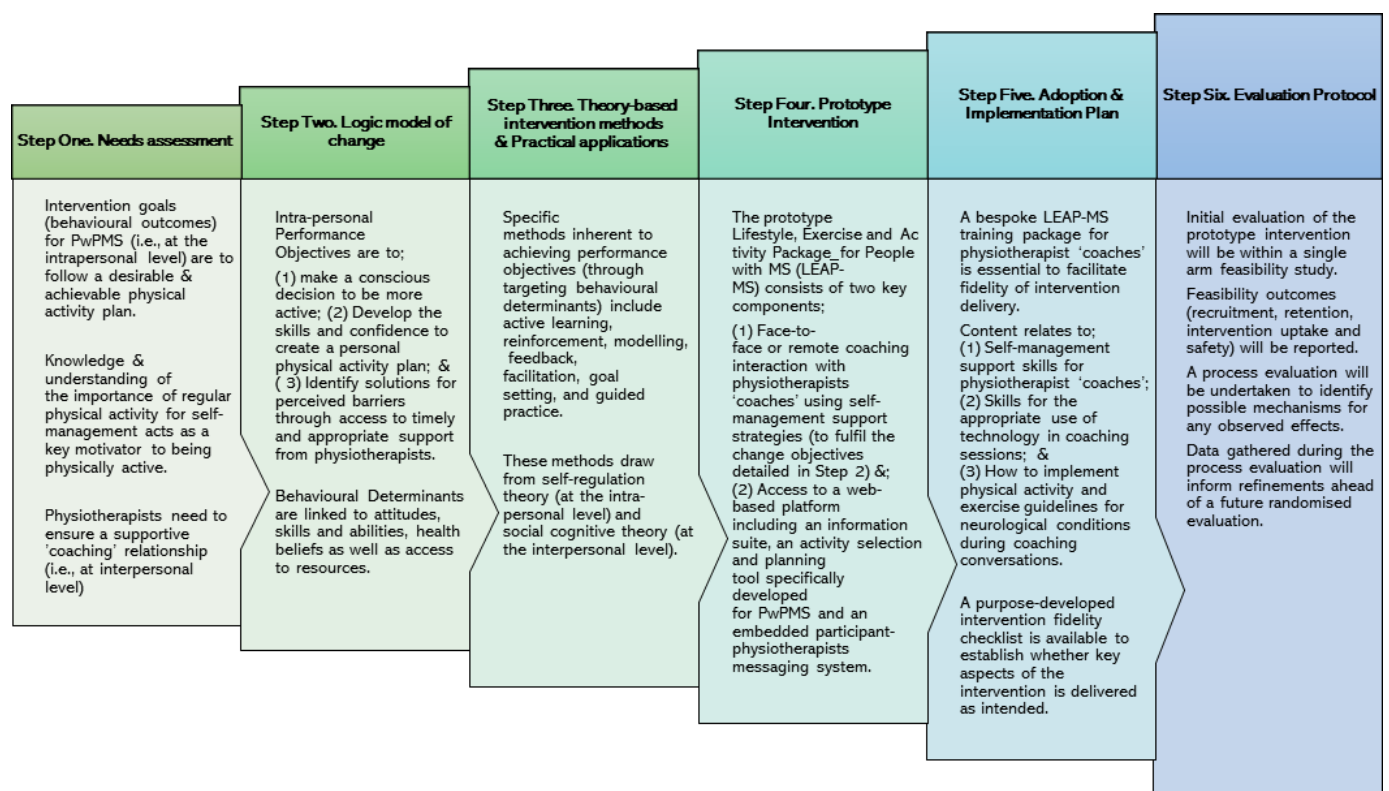 Step One. Needs assessment
Intervention goals
(behavioural outcomes)
for PwPMS (i.e., at the
intrapersonal level) are to
follow a desirable &
achievable physical
activity plan.
Knowledge &
understanding of
the importance of regular
physical activity for self-
management acts as a
key motivator to being
physically active.
Physiotherapists need to
ensure a supportive
'coaching' relationship
(i.e., at interpersonal
level)
Step Two. Logic model of
change
Intra-personal
Performance
Objectives are to;
(1) make a conscious
decision to be more
active; (2) Develop the
skills and confidence to
create a personal
physical activity plan; &
( 3) Identify solutions for
perceived barriers
through access to timely
and appropriate support
from physiotherapists.
Behavioural Determinants
are linked to attitudes,
skills and abilities, health
beliefs as well as access
to resources.
Step Three. Theory-based
intervention methods
& Practical applications
Specific
methods inherent to
achieving performance
objectives (through
targeting behavioural
determinants) include
active learning,
reinforcement, modelling,
feedback,
facilitation, goal
setting, and guided
practice.
These methods draw
from self-regulation
theory (at the intra-
personal level) and
social cognitive theory (at
the interpersonal level).
Step Four. Prototype
Intervention
The prototype
Lifestyle, Exercise and Ac
tivity Package_for People
with MS (LEAP-
MS) consists of two key
components;
(1) Face-to-
face or remote coaching
interaction with
physiotherapists
'coaches' using self-
management support
strategies (to fulfil the
change objectives
detailed in Step 2) &;
(2) Access to a web-
based platform
including an information
suite, an activity selection
and planning
tool specifically
developed
for PwPMS and an
embedded participant-
physiotherapists
messaging system.
Step Five. Adoption &
Implementation Plan
A bespoke LEAP-MS
training package for
physiotherapist 'coaches'
is essential to facilitate
fidelity of intervention
delivery.
Content relates to;
(1) Self-management
support skills for
physiotherapist 'coaches';
(2) Skills for the
appropriate use of
technology in coaching
sessions; &
(3) How to implement
physical activity and
exercise guidelines for
neurological conditions
during coaching
conversations.
A purpose-developed
intervention fidelity
checklist is available to
establish whether key
aspects of the
intervention is delivered
as intended.
Step Six. Evaluation Protocol
Initial evaluation of the
prototype intervention
will be within a single
arm feasibility study.
Feasibility outcomes
(recruitment, retention,
intervention uptake and
safety) will be reported.
A process evaluation will
be undertaken to identify
possible mechanisms for
any observed effects.
Data gathered during the
process evaluation will
inform refinements ahead
of a future randomised
evaluation.